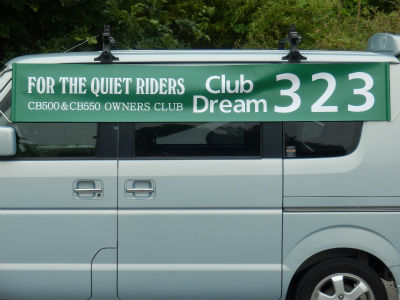 FOR THE QUIET RIDERS
CB500 & CB550 OWNERS CLUB
Club
Dream 323